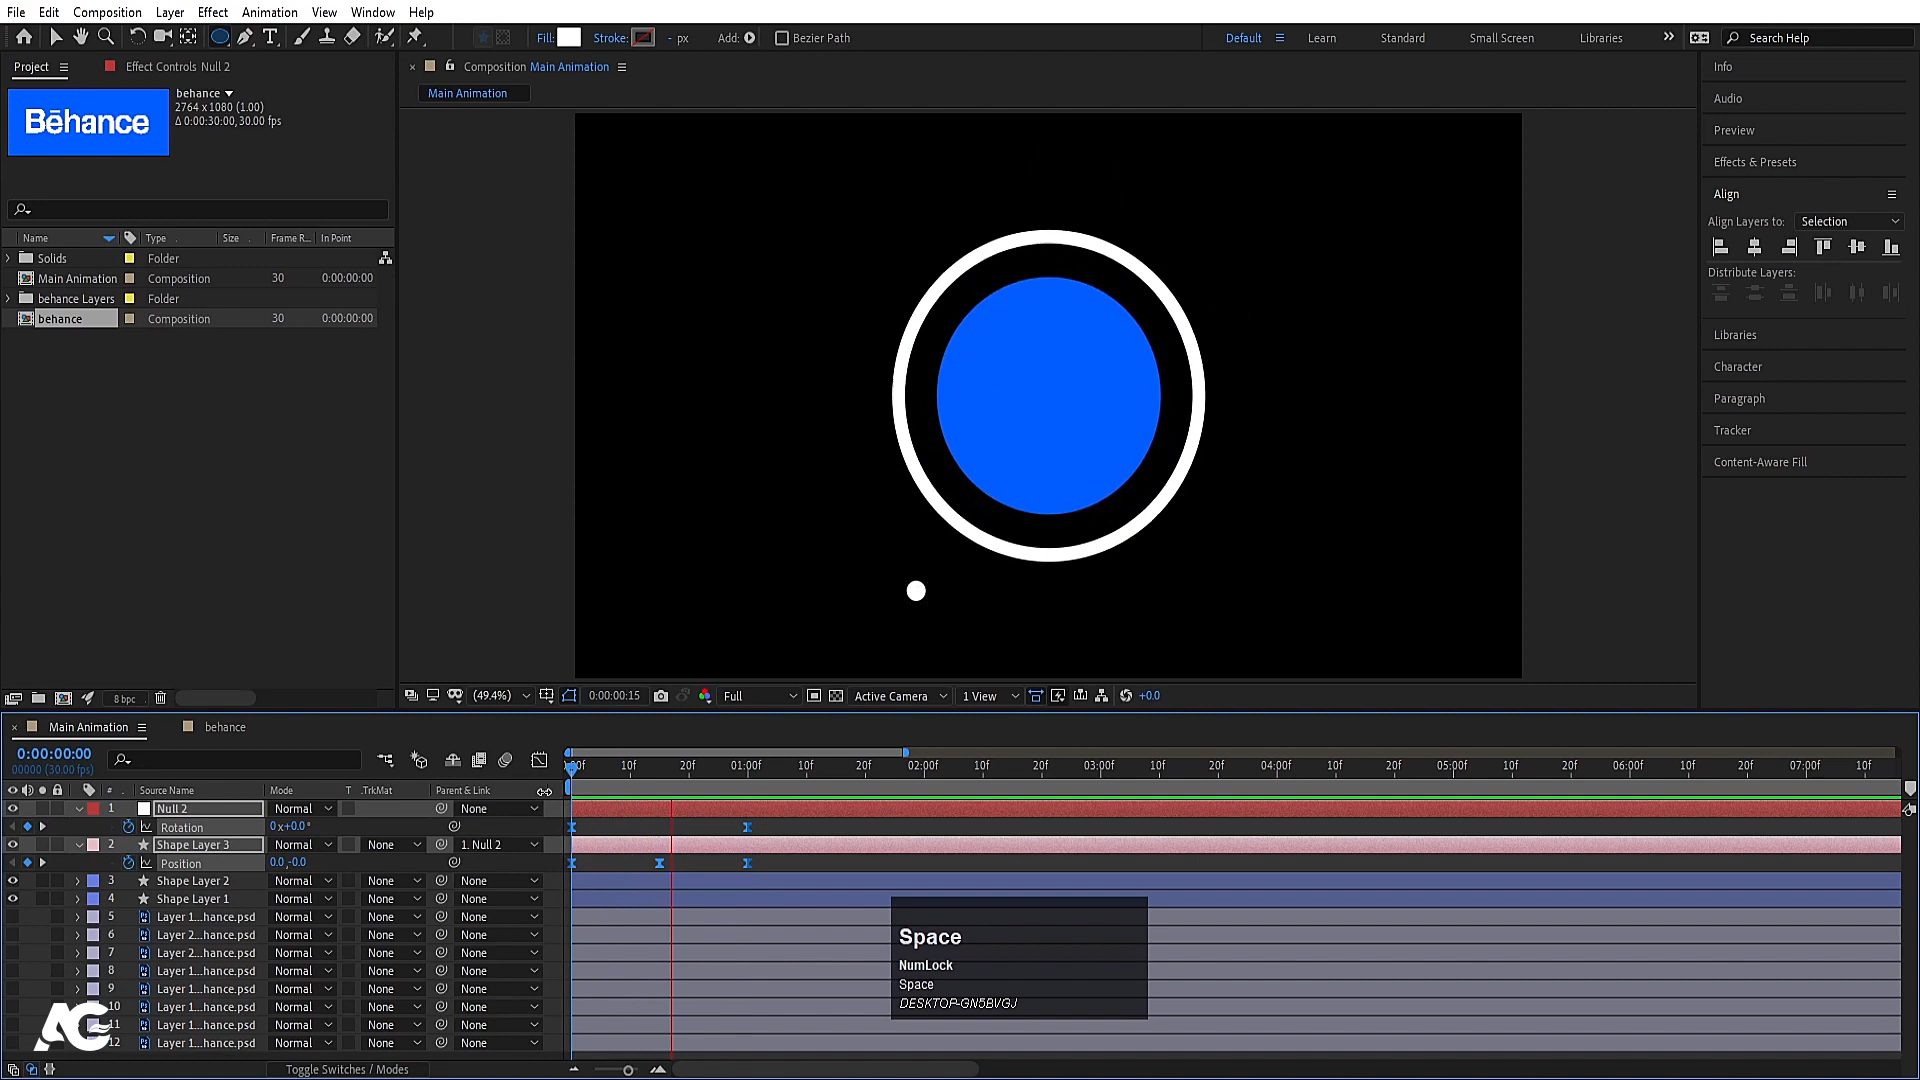 File Edit Composition Layer Effect Animation View Window Help
Fill: Stroke: - px Add: Bezier Path Default Learn Standard Small Screen Libraries Search Help
Project Effect Controls Null 2
Composition Main Animation
Main Animation
behance
2764 x 1080 (1.00)
Δ 0:00:30:00, 30.00 fps
Bēhance
Name Type Size Frame R... In Point
Solids Folder
Main Animation Composition 30 0:00:00:00
behance Layers Folder
behance Composition 30 0:00:00:00
Info
Audio
Preview
Effects & Presets
Align
Align Layers to: Selection
Distribute Layers:
Libraries
Character
Paragraph
Tracker
Content-Aware Fill
8 bpc
(49.4%) 0:00:00:15 Full Active Camera 1 View +0.0
Main Animation behance
0:00:00:00
00000 (30.00 fps)
:00f 10f 20f 01:00f 10f 20f 02:00f 10f 20f 03:00f 10f 20f 04:00f 10f 20f 05:00f 10f 20f 06:00f 10f 20f 07:00f 10f
# Source Name Mode T .TrkMat Parent & Link
1 Null 2 Normal None
Rotation 0x+0.0°
2 Shape Layer 3 Normal None 1. Null 2
Position 0.0,-0.0
3 Shape Layer 2 Normal None None
4 Shape Layer 1 Normal None None
5 Layer 1...hance.psd Normal None None
6 Layer 2...hance.psd Normal None None
7 Layer 2...hance.psd Normal None None
8 Layer 1...hance.psd Normal None None
9 Layer 1...hance.psd Normal None None
10 Layer 1...hance.psd Normal None None
11 Layer 1...hance.psd Normal None None
12 Layer 1...hance.psd Normal None None
Toggle Switches / Modes
Space
NumLock
Space
DESKTOP-GN5BVGJ
AG